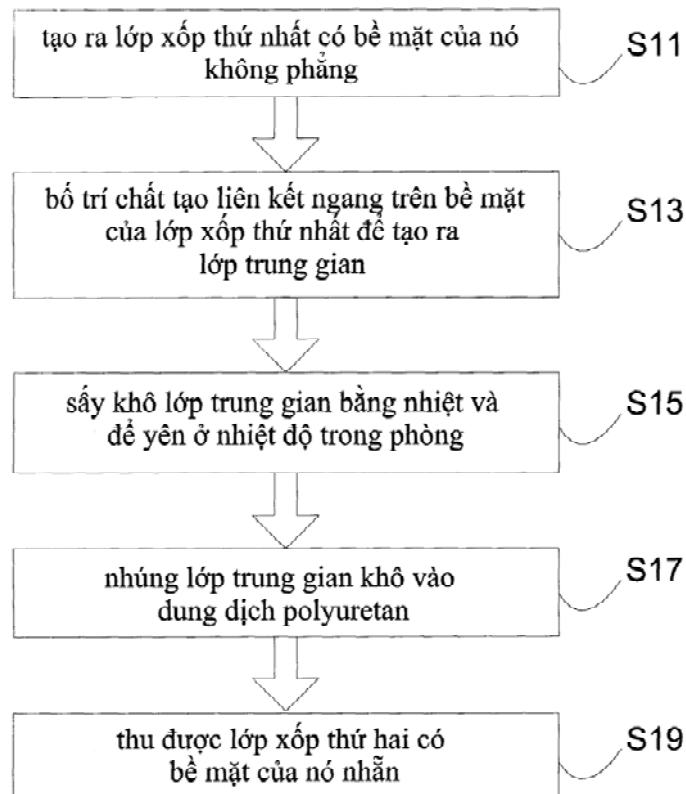 tạo ra lớp xốp thứ nhất có bề mặt của nó
không phẳng
S11
bố trí chất tạo liên kết ngang trên bề mặt
của lớp xốp thứ nhất để tạo ra
lớp trung gian
S13
sấy khô lớp trung gian bằng nhiệt và
để yên ở nhiệt độ trong phòng
S15
nhúng lớp trung gian khô vào
dung dịch polyuretan
S17
thu được lớp xốp thứ hai có
bề mặt của nó nhẵn
S19